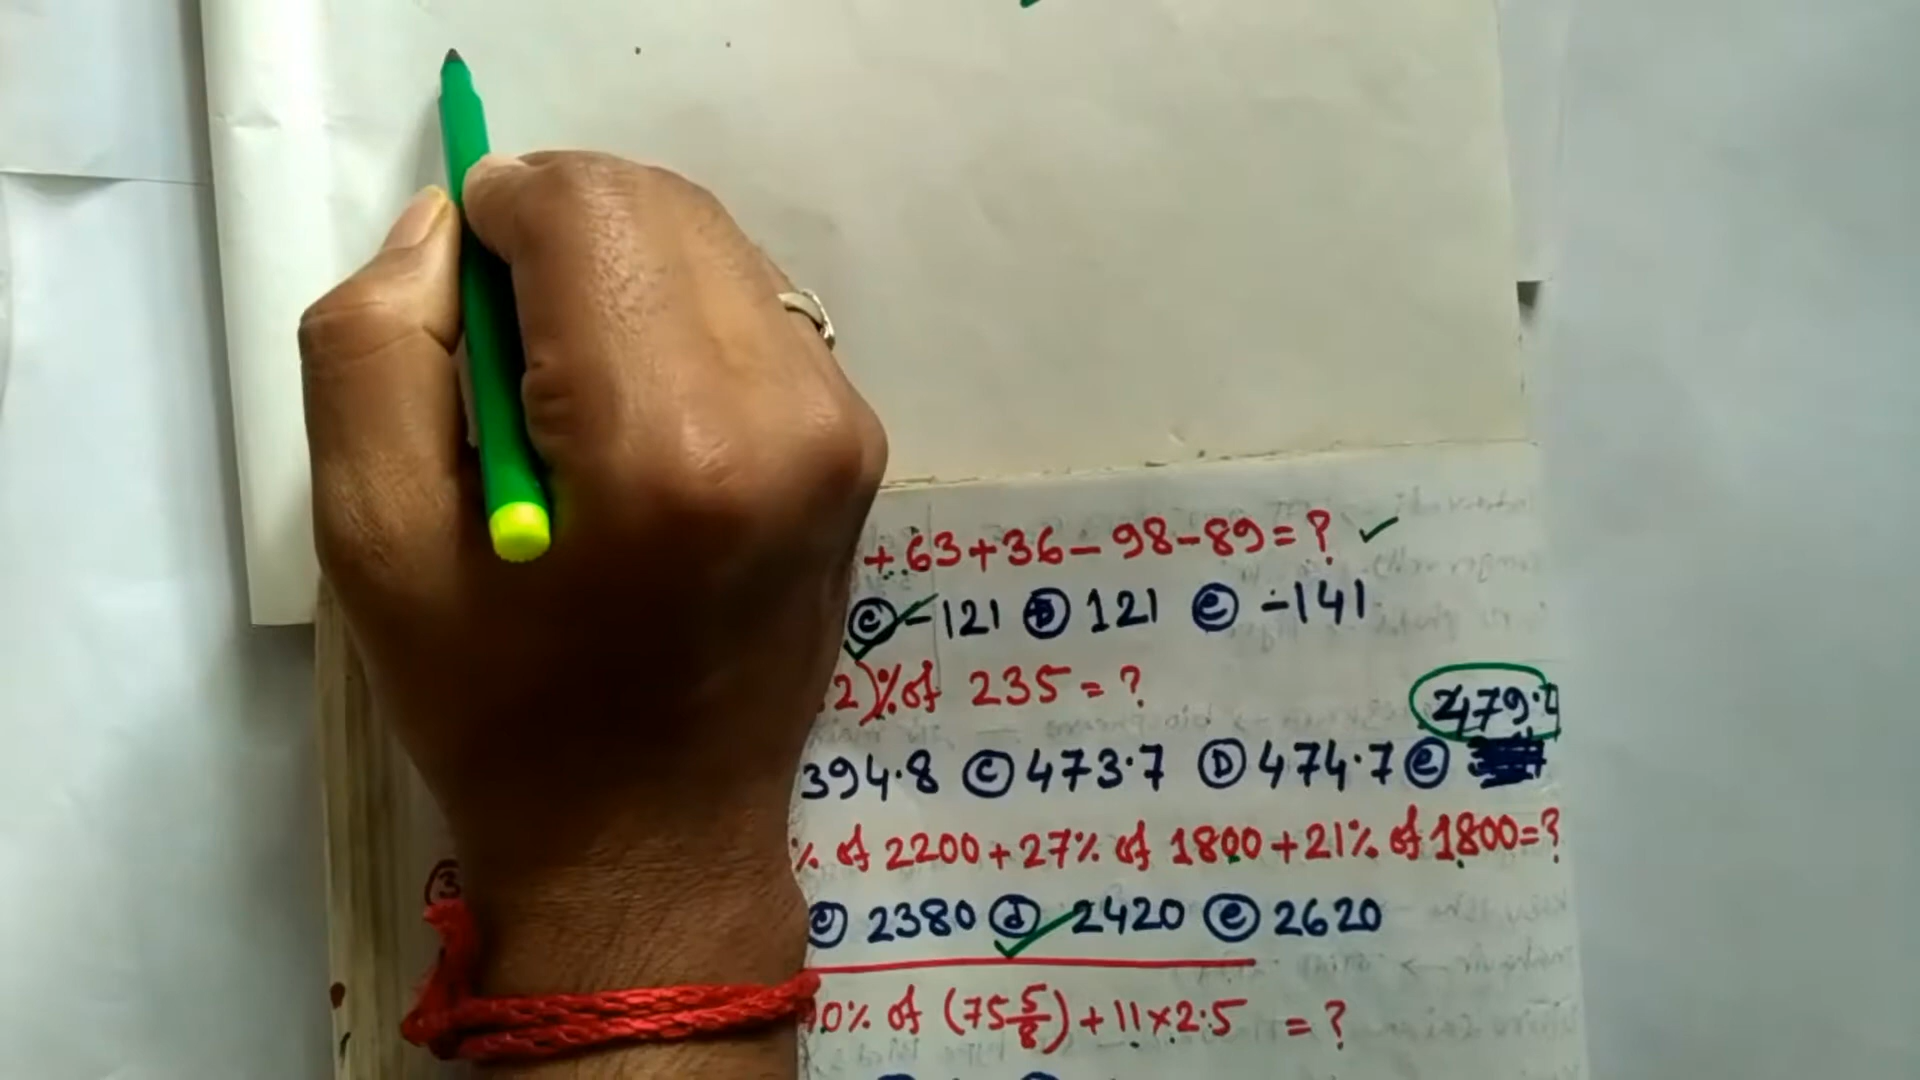 +63+36-98-89=?
Ⓒ -121 Ⓓ 121 ⓔ -141
2)% of 235=?
479.4
394.8 Ⓒ 473.7 Ⓓ 474.7 ⓔ
% of 2200+27% of 1800+21% of 1800=?
3
2380 ⓓ 2420 ⓔ 2620
0% of (75 5/8)+11×2.5 =?